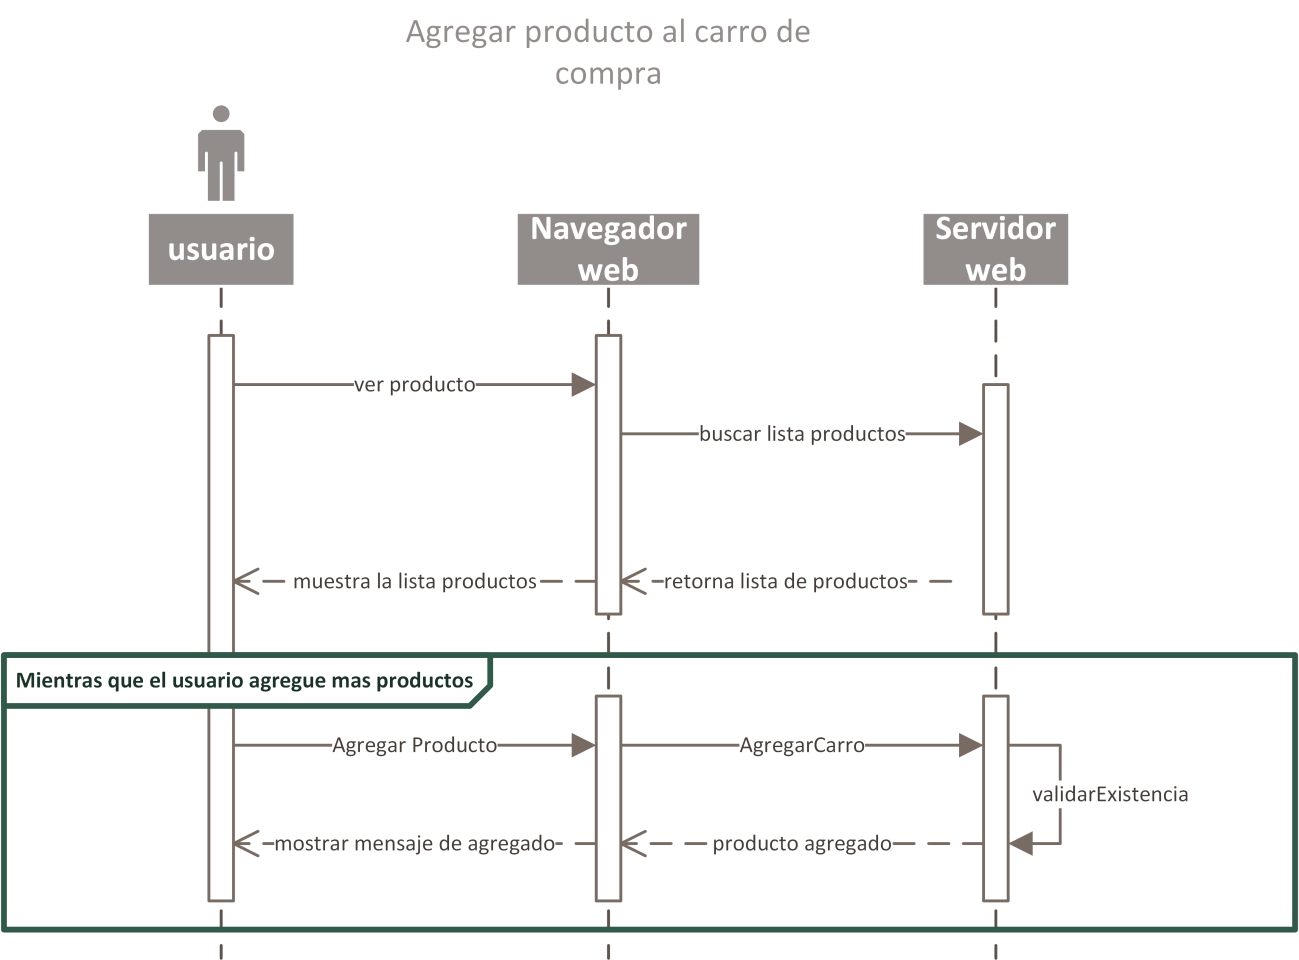 Agregar producto al carro de
compra
usuario
Navegador
web
Servidor
web
ver producto
buscar lista productos
muestra la lista productos
retorna lista de productos
Mientras que el usuario agregue mas productos
Agregar Producto
AgregarCarro
validarExistencia
mostrar mensaje de agregado
producto agregado